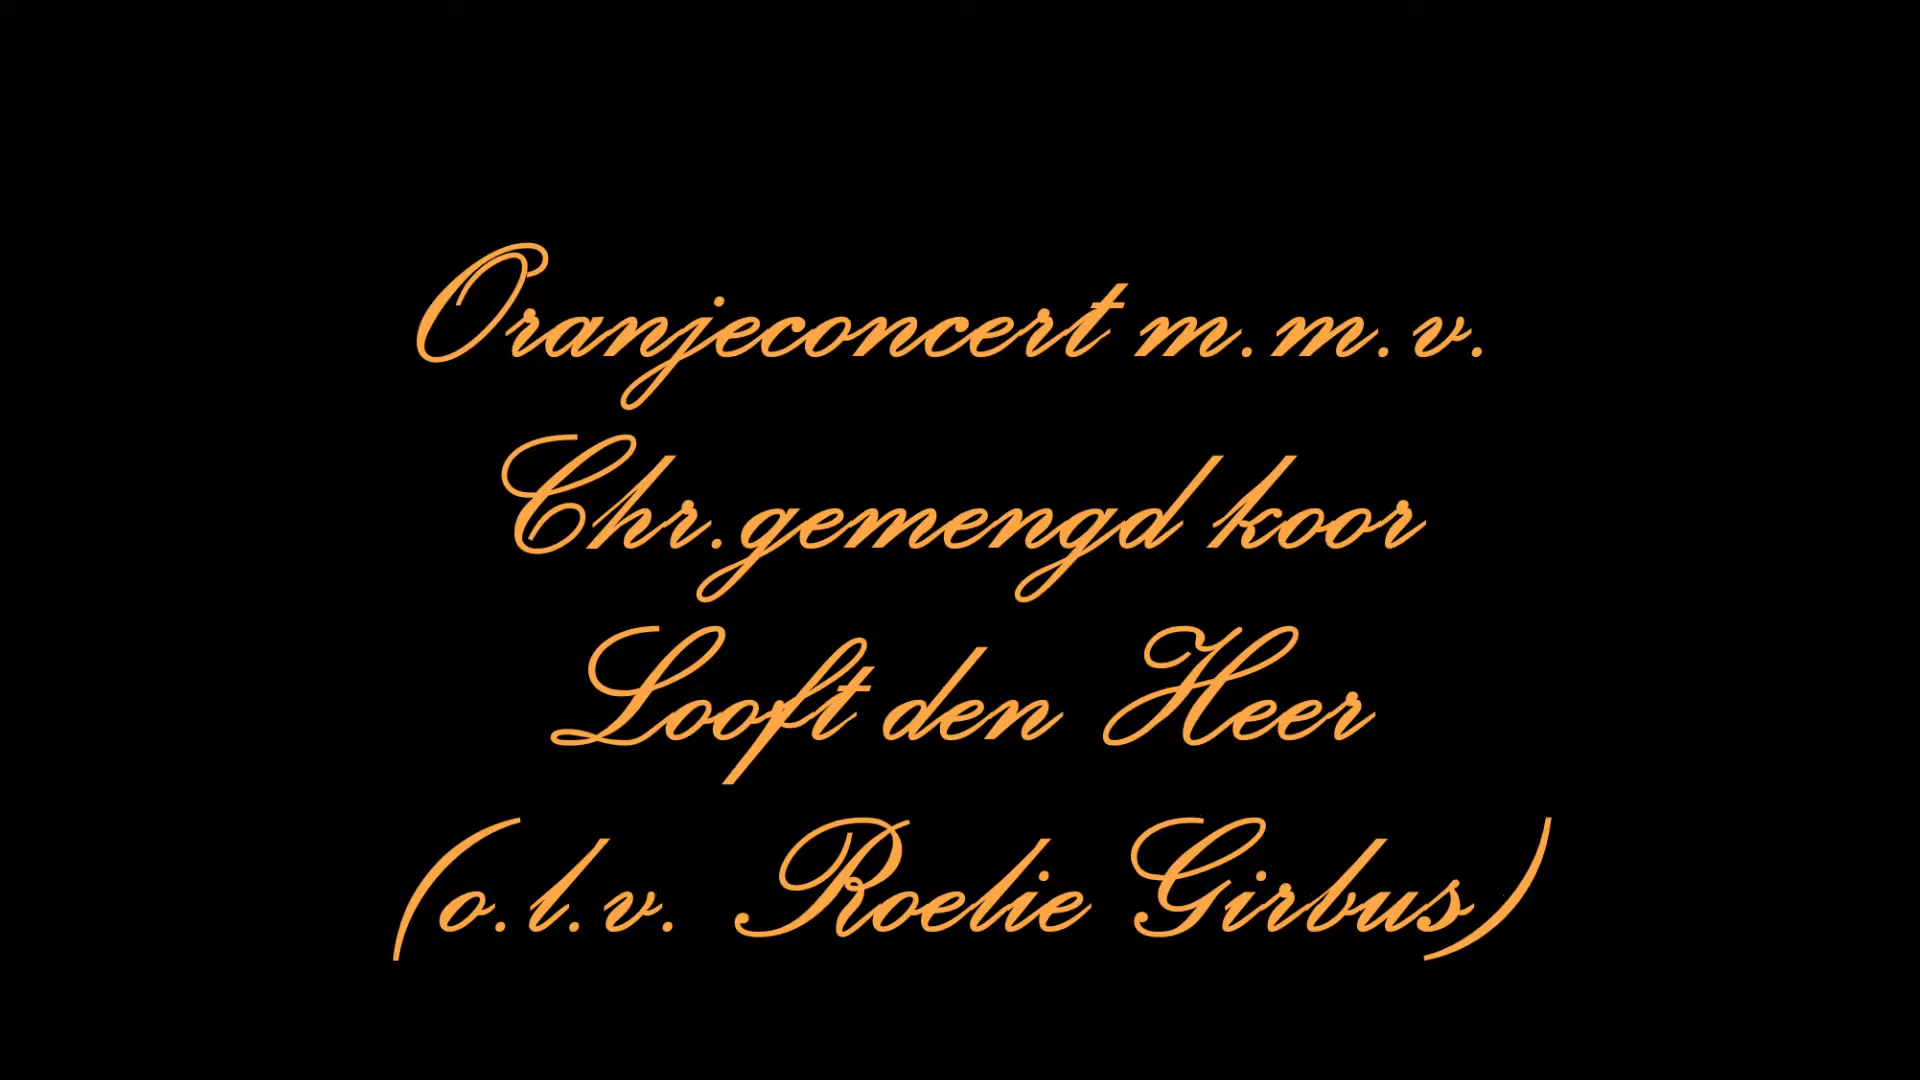 Oranjeconcert m.m.v.
Chr.gemengd koor
Looft den Heer
(o.l.v. Roelie Girbus)